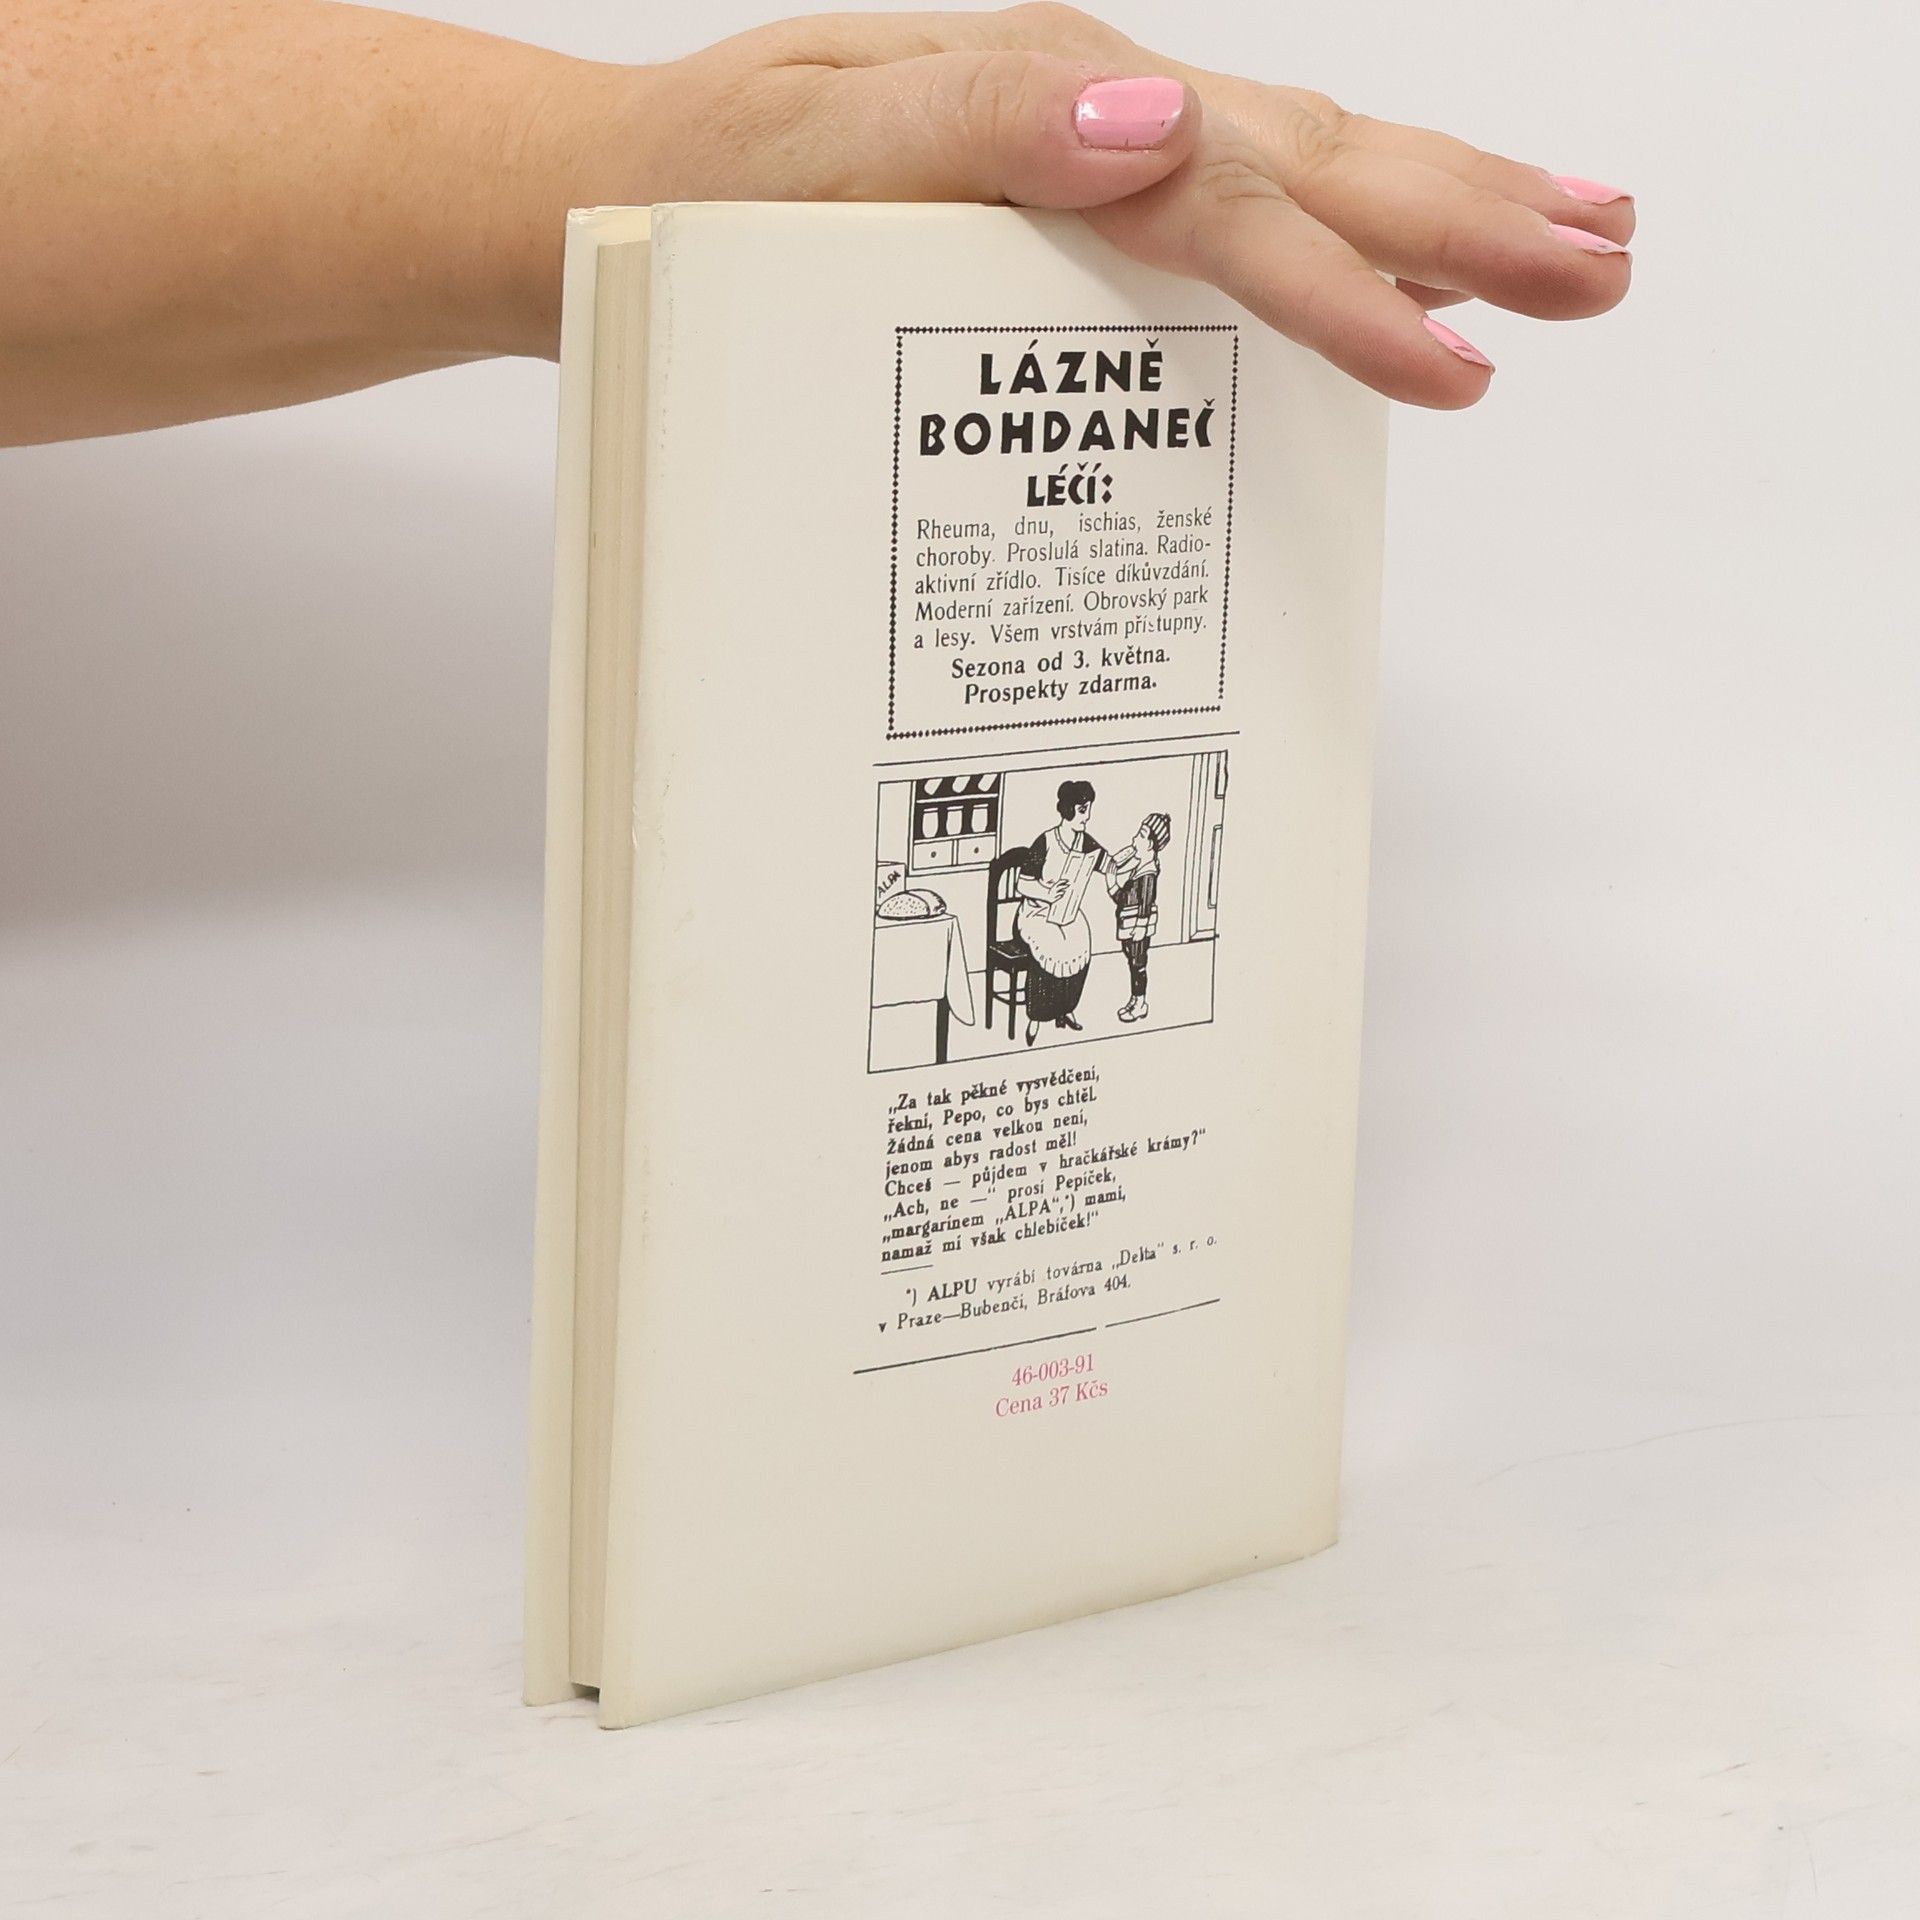 LÁZNĚ
BOHDANEČ
LÉČÍ:
Rheuma, dnu, ischias, ženské
choroby. Proslulá slatina. Radio-
aktivní zřídlo. Tisíce díkůvzdání.
Moderní zařízení. Obrovský park
a lesy. Všem vrstvám přístupny.
Sezona od 3. května.
Prospekty zdarma.
ALPA
„Za tak pěkné vysvědčení,
řekni, Pepo, co bys chtěl.
Žádná cena velkou není,
jenom abys radost měl!
Chceš — půjdem v hračkářské krámy?“
„Ach, ne —“ prosí Pepíček,
„margarinem „ALPA“,*) mami,
namaž mi však chlebíček!“
*) ALPU vyrábí továrna „Delta“ s. r. o.
v Praze—Bubenči, Bráfova 404.
46-003-91
Cena 37 Kčs